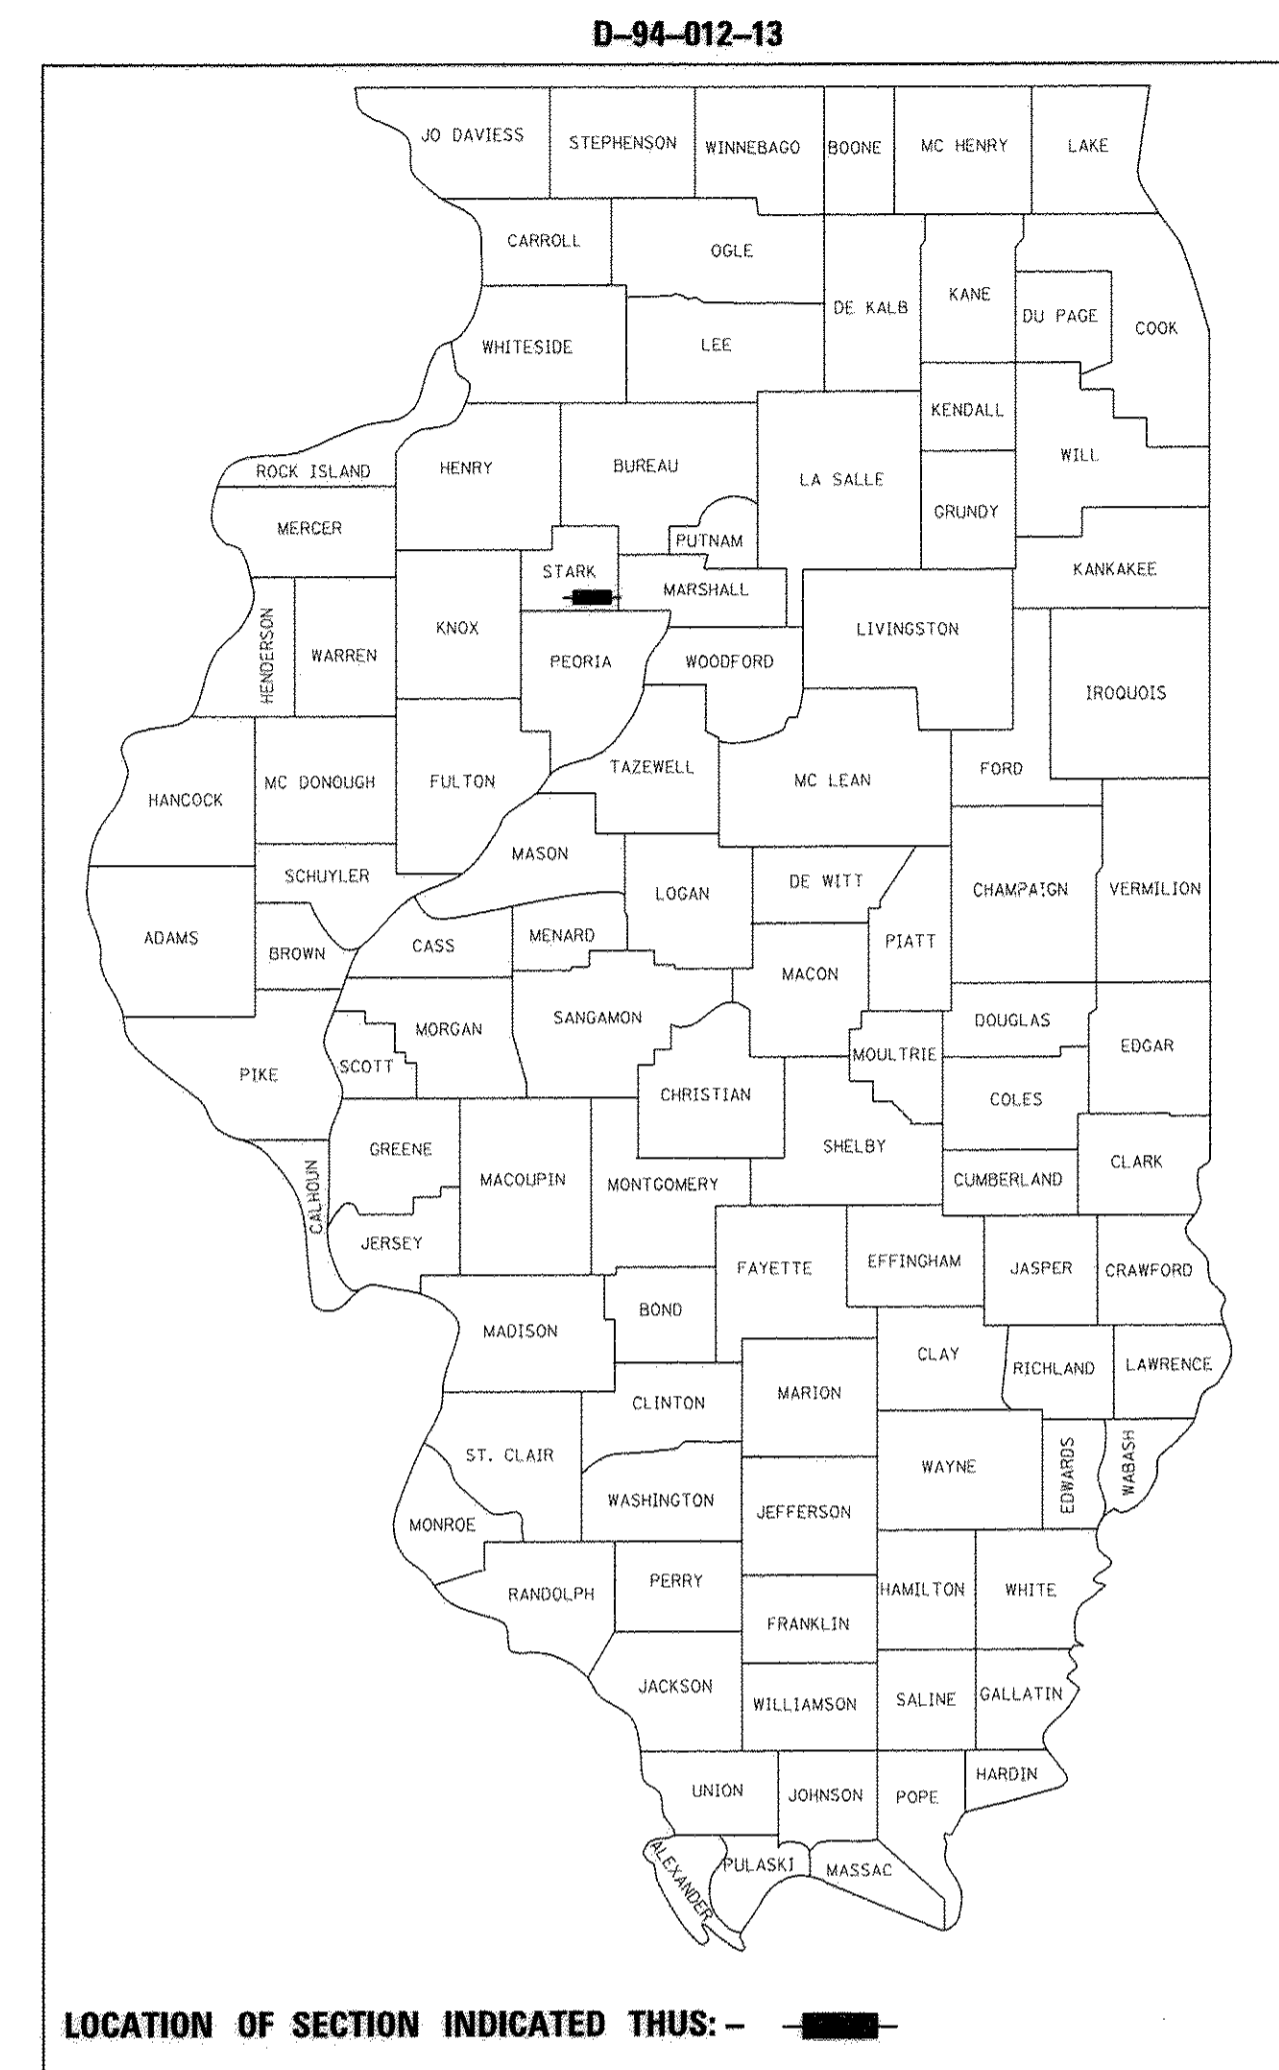 D-94-012-13
JO DAVIESS
STEPHENSON
WINNEBAGO
BOONE
MC HENRY
LAKE
CARROLL
OGLE
DE KALB
KANE
DU PAGE
COOK
WHITESIDE
LEE
KENDALL
ROCK ISLAND
HENRY
BUREAU
LA SALLE
WILL
MERCER
GRUNDY
PUTNAM
STARK
MARSHALL
KANKAKEE
HENDERSON
WARREN
KNOX
PEORIA
WOODFORD
LIVINGSTON
IROQUOIS
HANCOCK
MC DONOUGH
FULTON
TAZEWELL
MC LEAN
FORD
SCHUYLER
MASON
LOGAN
DE WITT
CHAMPAIGN
VERMILION
ADAMS
BROWN
CASS
MENARD
MACON
PIATT
PIKE
SCOTT
MORGAN
SANGAMON
CHRISTIAN
MOULTRIE
DOUGLAS
EDGAR
COLES
CALHOUN
GREENE
MACOUPIN
MONTGOMERY
SHELBY
CUMBERLAND
CLARK
JERSEY
FAYETTE
EFFINGHAM
JASPER
CRAWFORD
MADISON
BOND
CLAY
RICHLAND
LAWRENCE
CLINTON
MARION
ST. CLAIR
WAYNE
EDWARDS
WABASH
MONROE
WASHINGTON
JEFFERSON
RANDOLPH
PERRY
FRANKLIN
HAMILTON
WHITE
JACKSON
WILLIAMSON
SALINE
GALLATIN
UNION
JOHNSON
POPE
HARDIN
ALEXANDER
PULASKI
MASSAC
LOCATION OF SECTION INDICATED THUS: -